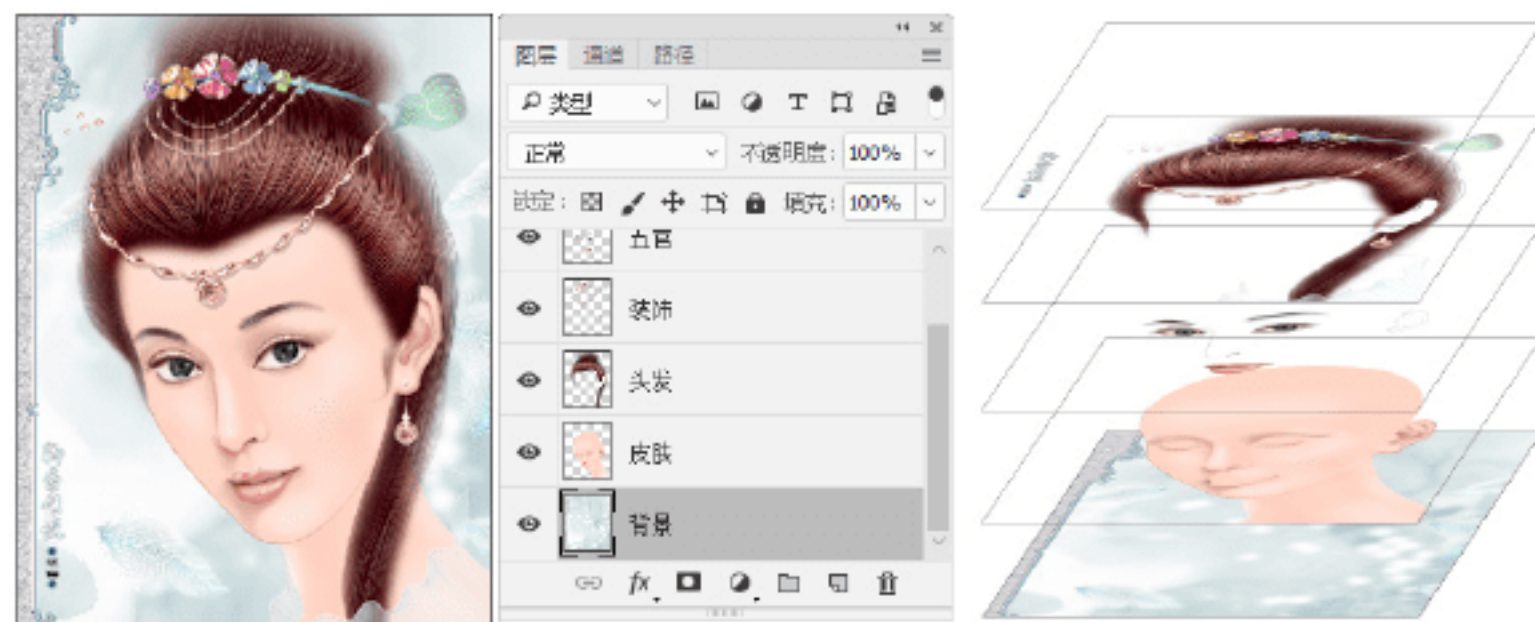 图层 通道 路径
类型
正常 不透明度: 100%
锁定: 填充: 100%
五官
装饰
头发
皮肤
背景
fx